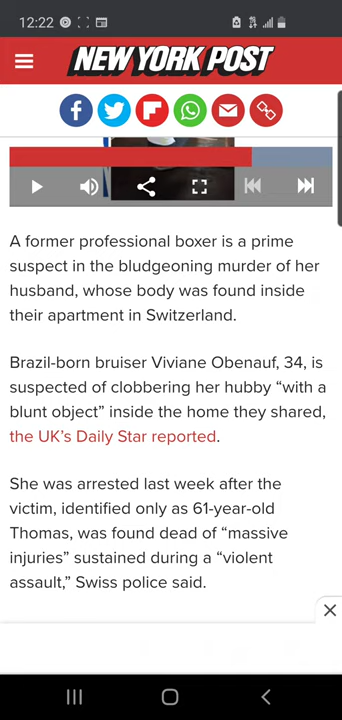 12:22
NEW YORK POST
A former professional boxer is a prime
suspect in the bludgeoning murder of her
husband, whose body was found inside
their apartment in Switzerland.
Brazil-born bruiser Viviane Obenauf, 34, is
suspected of clobbering her hubby “with a
blunt object” inside the home they shared,
the UK’s Daily Star reported.
She was arrested last week after the
victim, identified only as 61-year-old
Thomas, was found dead of “massive
injuries” sustained during a “violent
assault,” Swiss police said.